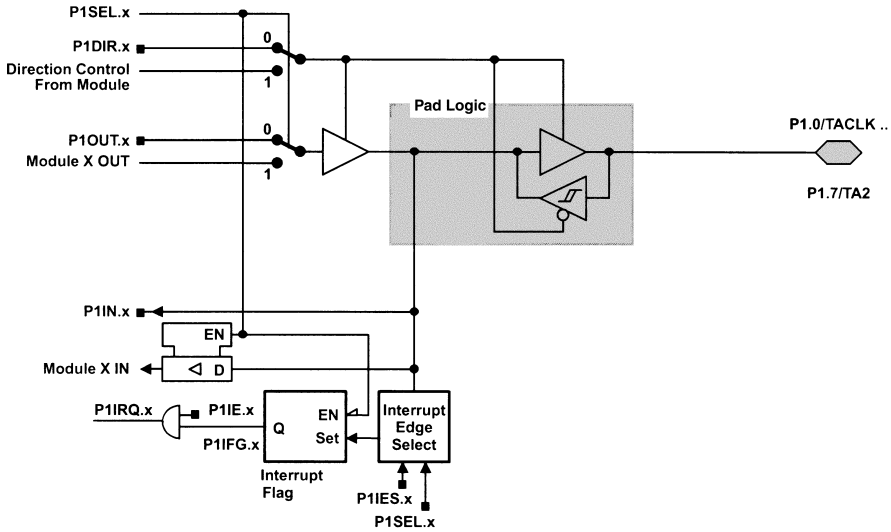 P1SEL.x
P1DIR.x
0
Direction Control
From Module
1
Pad Logic
P1OUT.x
0
Module X OUT
1
P1.0/TACLK ..
P1.7/TA2
P1IN.x
EN
Module X IN
D
P1IRQ.x
P1IE.x
P1IFG.x
Q
EN
Set
Interrupt
Edge
Select
Interrupt
Flag
P1IES.x
P1SEL.x